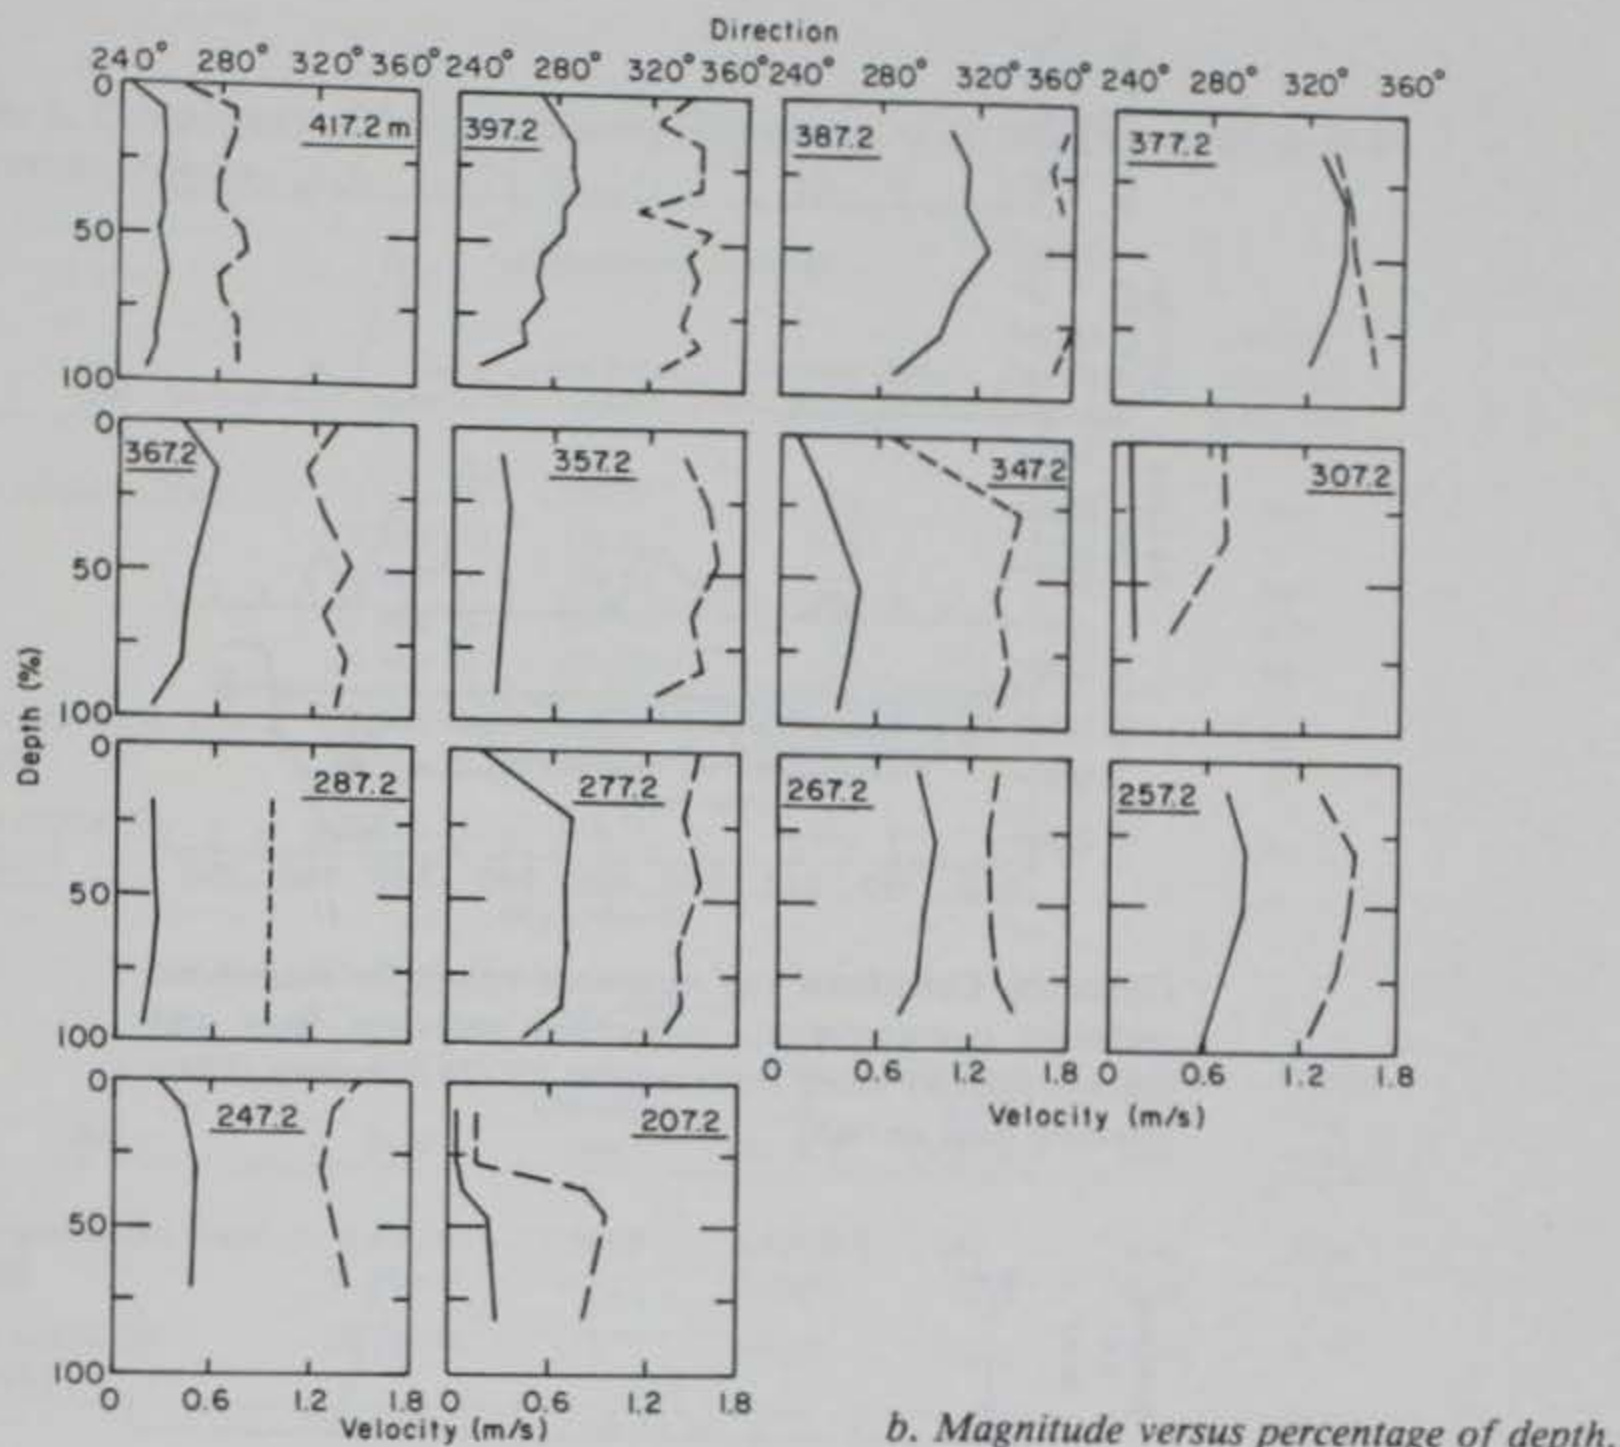 Direction
240° 280° 320° 360° 240° 280° 320° 360° 240° 280° 320° 360° 240° 280° 320° 360°
0
417.2 m 397.2 387.2 377.2
50
100
0
367.2 357.2 347.2 307.2
50
100
Depth (%)
0
287.2 277.2 267.2 257.2
50
100
0 0.6 1.2 1.8 0 0.6 1.2 1.8
Velocity (m/s)
0
247.2 207.2
50
100
0 0.6 1.2 1.8 0 0.6 1.2 1.8
Velocity (m/s)
b. Magnitude versus percentage of depth.